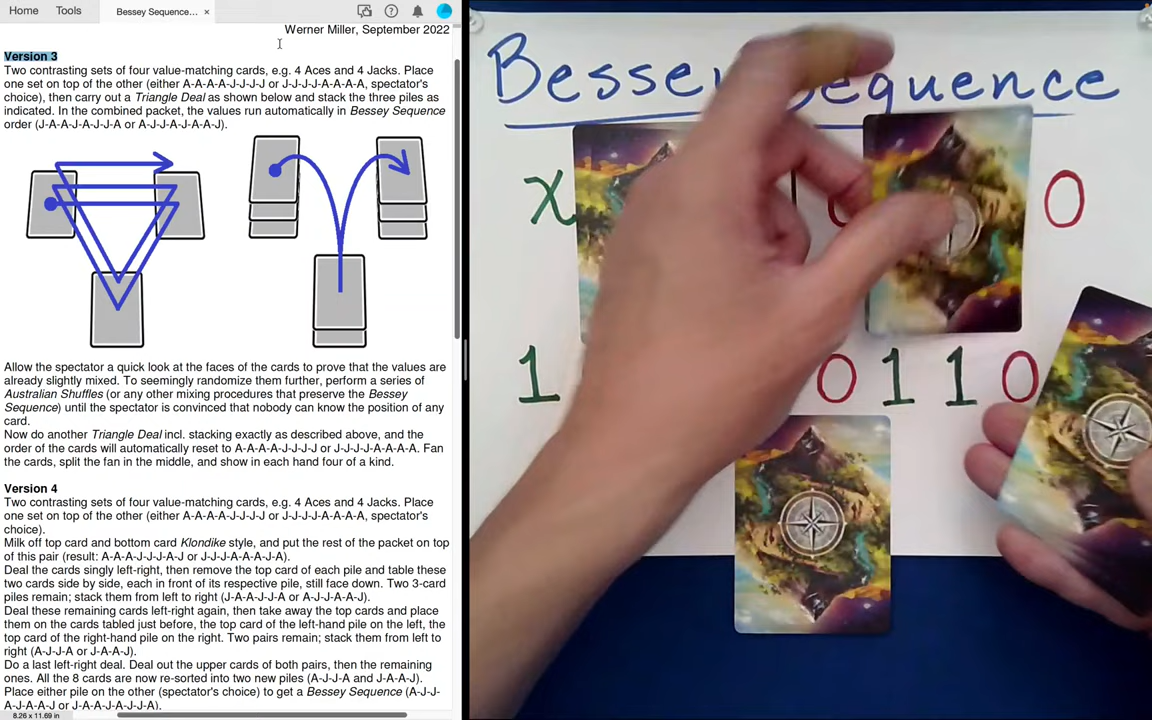 Home
Tools
Bessey Sequence...
×
Werner Miller, September 2022
Version 3
Two contrasting sets of four value-matching cards, e.g. 4 Aces and 4 Jacks. Place
one set on top of the other (either A-A-A-A-J-J-J-J or J-J-J-J-A-A-A-A, spectator's
choice), then carry out a Triangle Deal as shown below and stack the three piles as
indicated. In the combined packet, the values run automatically in Bessey Sequence
order (J-A-A-J-A-J-J-A or A-J-J-A-J-A-A-J).
Allow the spectator a quick look at the faces of the cards to prove that the values are
already slightly mixed. To seemingly randomize them further, perform a series of
Australian Shuffles (or any other mixing procedures that preserve the Bessey
Sequence) until the spectator is convinced that nobody can know the position of any
card.
Now do another Triangle Deal incl. stacking exactly as described above, and the
order of the cards will automatically reset to A-A-A-A-J-J-J-J or J-J-J-J-A-A-A-A. Fan
the cards, split the fan in the middle, and show in each hand four of a kind.
Version 4
Two contrasting sets of four value-matching cards, e.g. 4 Aces and 4 Jacks. Place
one set on top of the other (either A-A-A-A-J-J-J-J or J-J-J-J-A-A-A-A, spectator's
choice).
Milk off top card and bottom card Klondike style, and put the rest of the packet on top
of this pair (result: A-A-A-J-J-J-A-J or J-J-J-A-A-A-J-A).
Deal the cards singly left-right, then remove the top card of each pile and table these
two cards side by side, each in front of its respective pile, still face down. Two 3-card
piles remain; stack them from left to right (J-A-A-J-J-A or A-J-J-A-A-J).
Deal these remaining cards left-right again, then take away the top cards and place
them on the cards tabled just before, the top card of the left-hand pile on the left, the
top card of the right-hand pile on the right. Two pairs remain; stack them from left to
right (A-J-J-A or J-A-A-J).
Do a last left-right deal. Deal out the upper cards of both pairs, then the remaining
ones. All the 8 cards are now re-sorted into two new piles (A-J-J-A and J-A-A-J).
Place either pile on the other (spectator's choice) to get a Bessey Sequence (A-J-J-
A-J-A-A-J or J-A-A-J-A-J-J-A).
8.26 x 11.69 in
Bessey Sequence
X 0
1 0 1 1 0